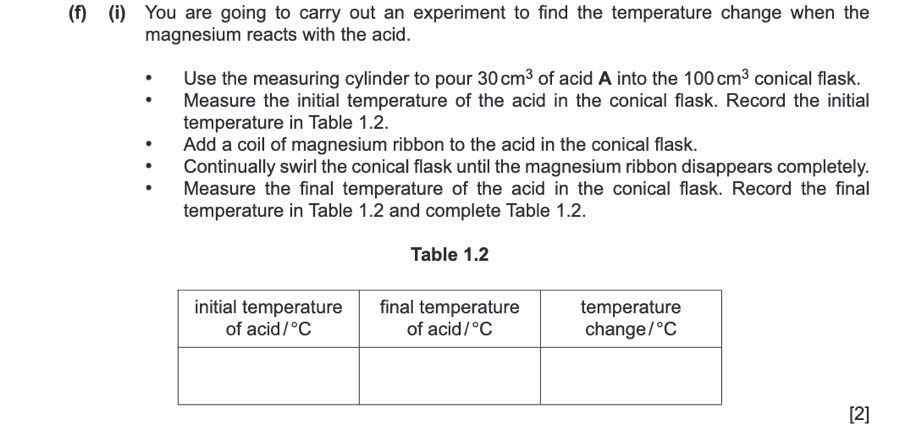 (f) (i) You are going to carry out an experiment to find the temperature change when the
magnesium reacts with the acid.
• Use the measuring cylinder to pour 30 cm³ of acid A into the 100 cm³ conical flask.
• Measure the initial temperature of the acid in the conical flask. Record the initial
temperature in Table 1.2.
• Add a coil of magnesium ribbon to the acid in the conical flask.
• Continually swirl the conical flask until the magnesium ribbon disappears completely.
• Measure the final temperature of the acid in the conical flask. Record the final
temperature in Table 1.2 and complete Table 1.2.
Table 1.2
initial temperature
of acid / °C
final temperature
of acid / °C
temperature
change / °C
[2]